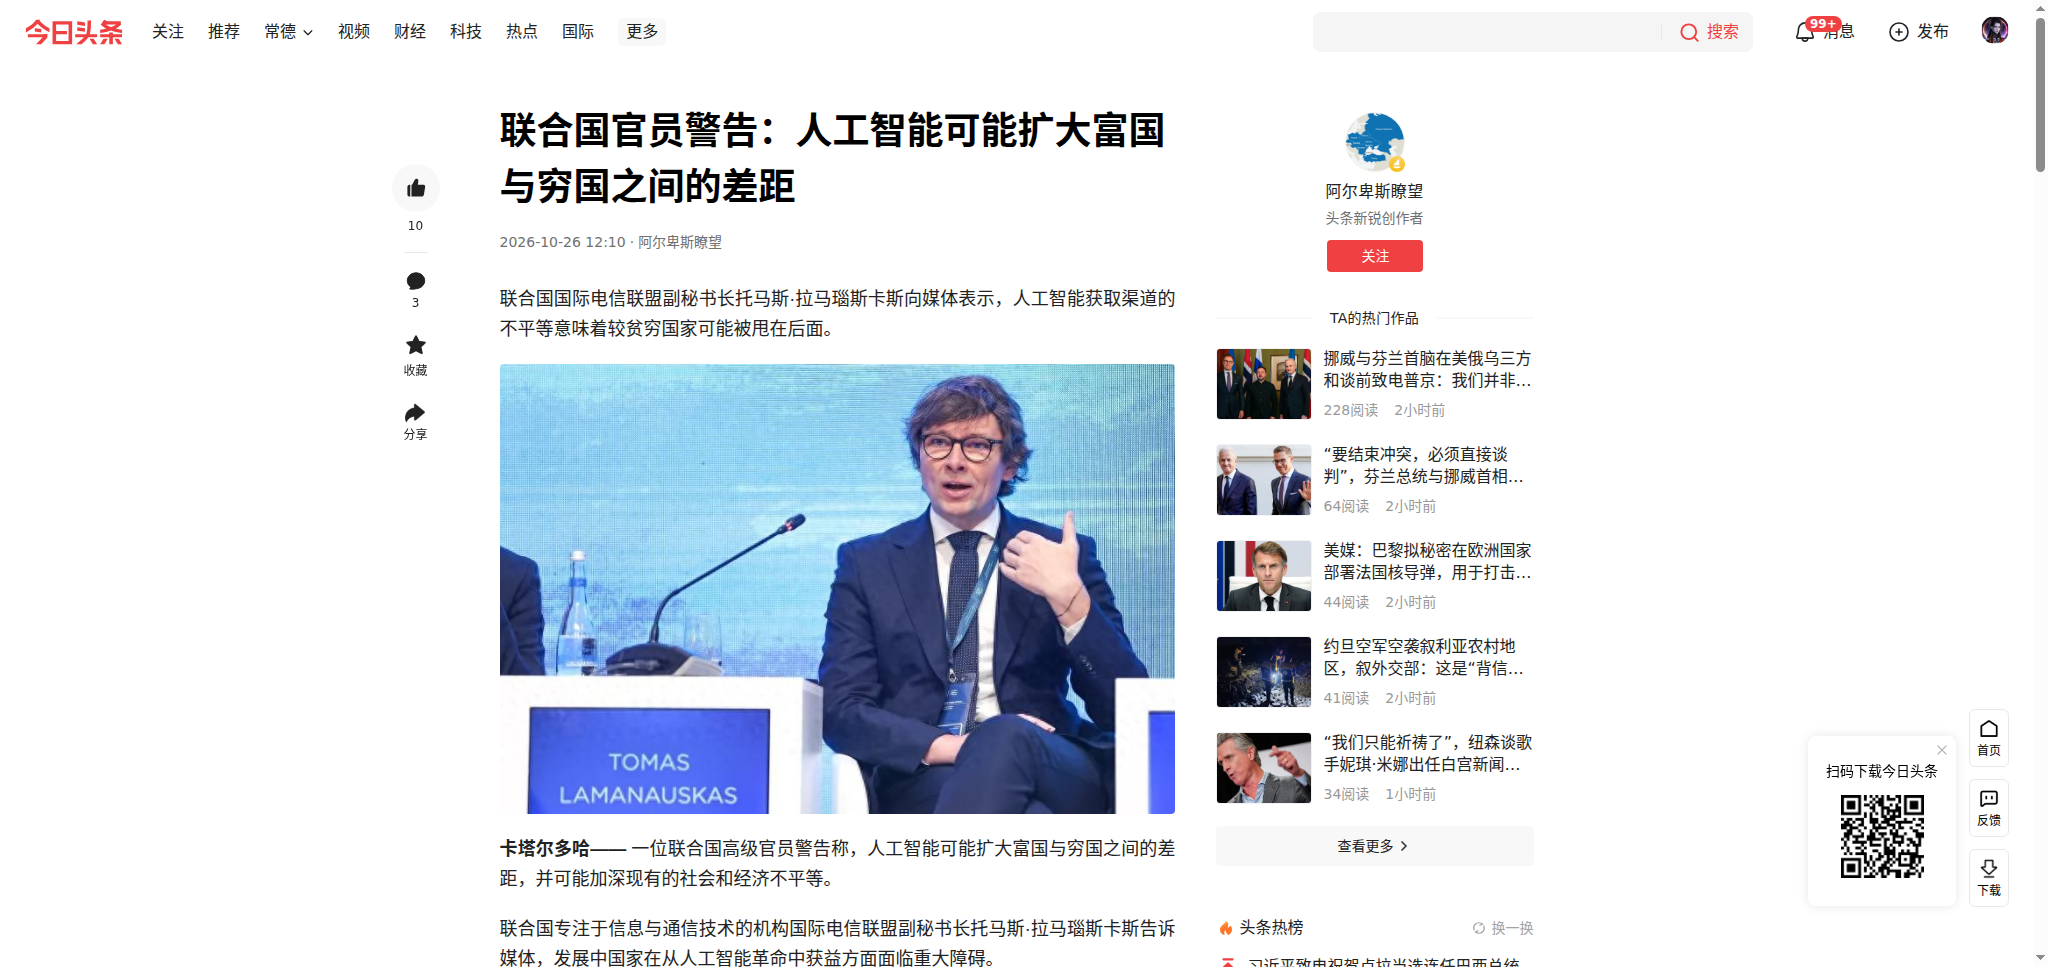 今日头条
关注
推荐
常德
视频
财经
科技
热点
国际
更多
搜索
99+
消息
发布
联合国官员警告：人工智能可能扩大富国
与穷国之间的差距
2026-10-26 12:10 · 阿尔卑斯瞭望
10
3
收藏
分享
联合国国际电信联盟副秘书长托马斯·拉马瑙斯卡斯向媒体表示，人工智能获取渠道的
不平等意味着较贫穷国家可能被甩在后面。
TOMAS
LAMANAUSKAS
卡塔尔多哈—— 一位联合国高级官员警告称，人工智能可能扩大富国与穷国之间的差
距，并可能加深现有的社会和经济不平等。
联合国专注于信息与通信技术的机构国际电信联盟副秘书长托马斯·拉马瑙斯卡斯告诉
媒体，发展中国家在从人工智能革命中获益方面面临重大障碍。
阿尔卑斯瞭望
头条新锐创作者
关注
TA的热门作品
挪威与芬兰首脑在美俄乌三方
和谈前致电普京：我们并非…
228阅读 2小时前
“要结束冲突，必须直接谈
判”，芬兰总统与挪威首相…
64阅读 2小时前
美媒：巴黎拟秘密在欧洲国家
部署法国核导弹，用于打击…
44阅读 2小时前
约旦空军空袭叙利亚农村地
区，叙外交部：这是“背信…
41阅读 2小时前
“我们只能祈祷了”，纽森谈歌
手妮琪·米娜出任白宫新闻…
34阅读 1小时前
查看更多
头条热榜
换一换
习近平致电祝贺卢拉当选连任巴西总统
扫码下载今日头条
首页
反馈
下载